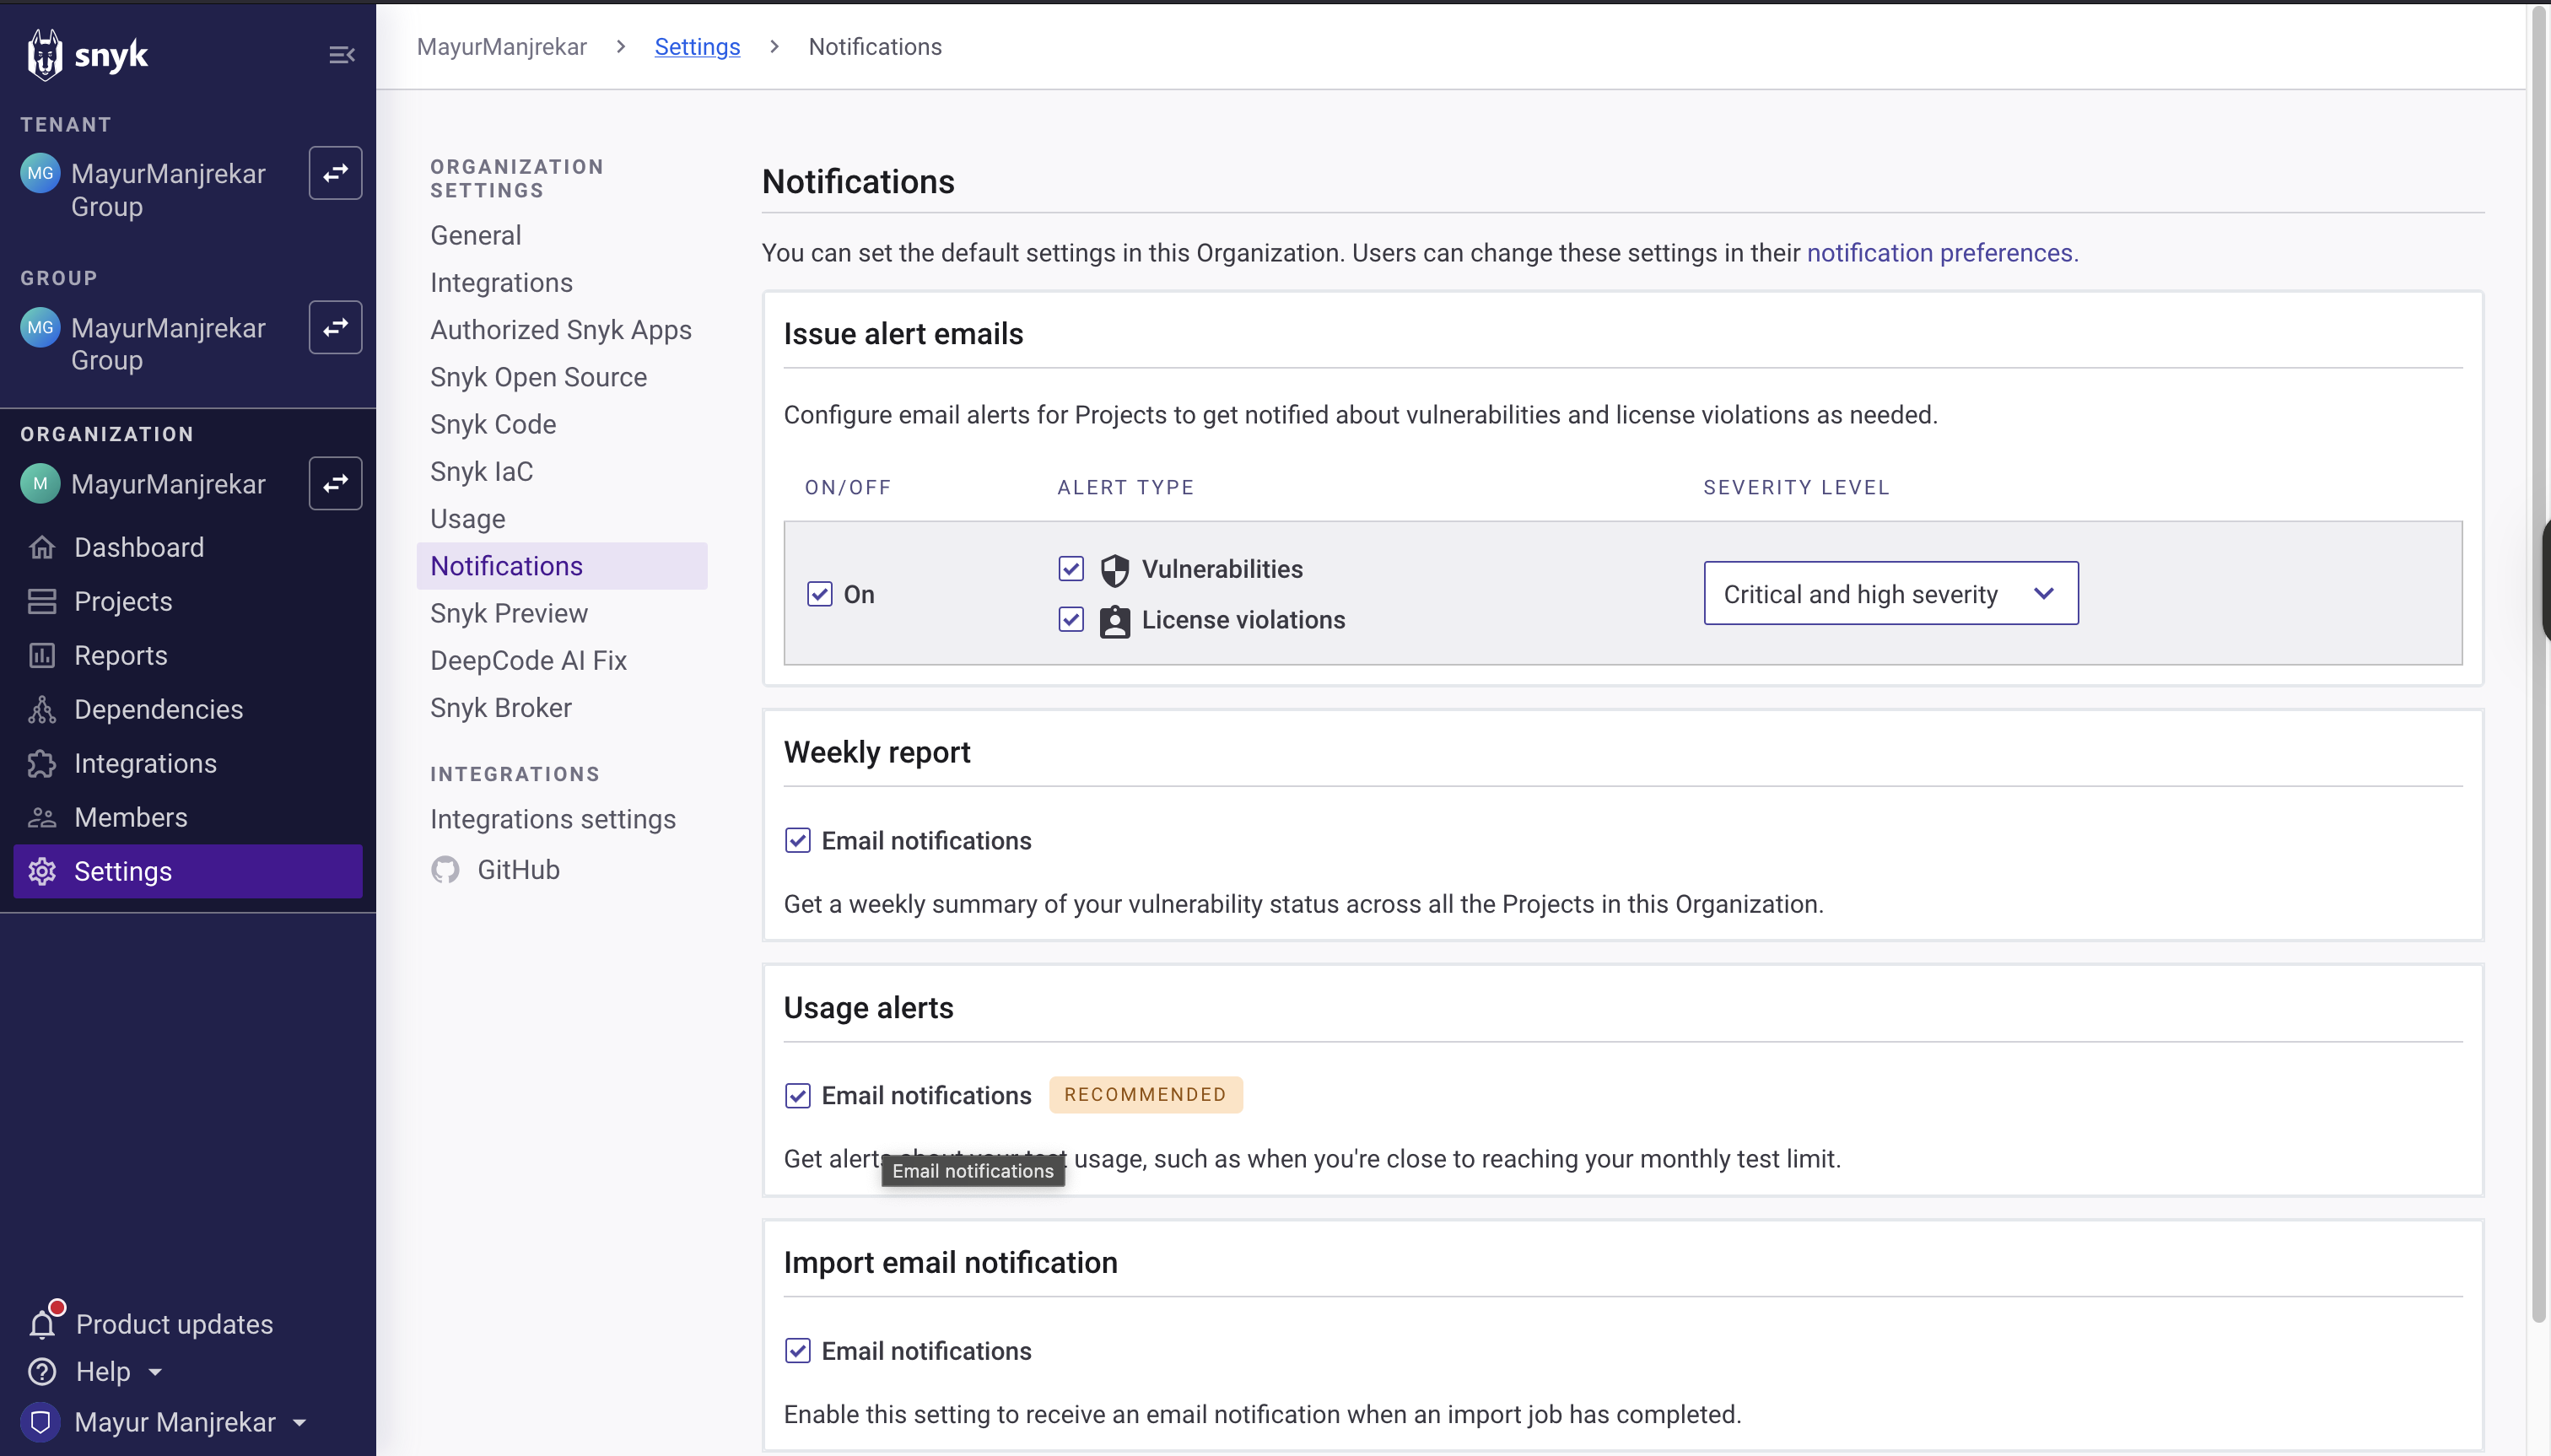 snyk
TENANT
MG
MayurManjrekar
Group
GROUP
MG
MayurManjrekar
Group
ORGANIZATION
M
MayurManjrekar
Dashboard
Projects
Reports
Dependencies
Integrations
Members
Settings
Product updates
Help
Mayur Manjrekar
MayurManjrekar > Settings > Notifications
ORGANIZATION
SETTINGS
General
Integrations
Authorized Snyk Apps
Snyk Open Source
Snyk Code
Snyk IaC
Usage
Notifications
Snyk Preview
DeepCode AI Fix
Snyk Broker
INTEGRATIONS
Integrations settings
GitHub
Notifications
You can set the default settings in this Organization. Users can change these settings in their notification preferences.
Issue alert emails
Configure email alerts for Projects to get notified about vulnerabilities and license violations as needed.
ON/OFF ALERT TYPE SEVERITY LEVEL
On
Vulnerabilities
License violations
Critical and high severity
Weekly report
Email notifications
Get a weekly summary of your vulnerability status across all the Projects in this Organization.
Usage alerts
Email notifications RECOMMENDED
Get alerts about your test usage, such as when you're close to reaching your monthly test limit.
Email notifications
Import email notification
Email notifications
Enable this setting to receive an email notification when an import job has completed.